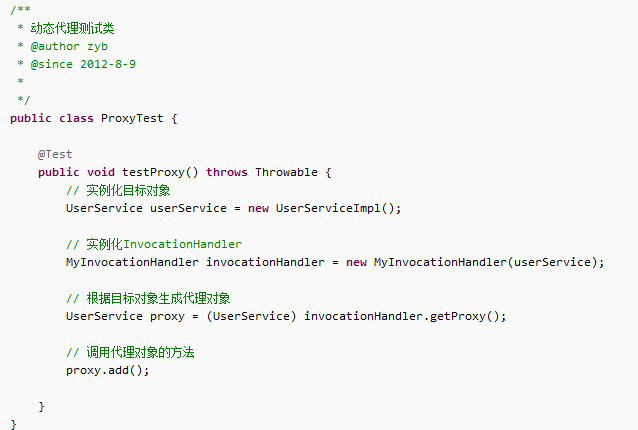 /**
 * 动态代理测试类
 * @author zyb
 * @since 2012-8-9
 *
 */
public class ProxyTest {
@Test
public void testProxy() throws Throwable {
// 实例化目标对象
UserService userService = new UserServiceImpl();
// 实例化InvocationHandler
MyInvocationHandler invocationHandler = new MyInvocationHandler(userService);
// 根据目标对象生成代理对象
UserService proxy = (UserService) invocationHandler.getProxy();
// 调用代理对象的方法
proxy.add();
}
}